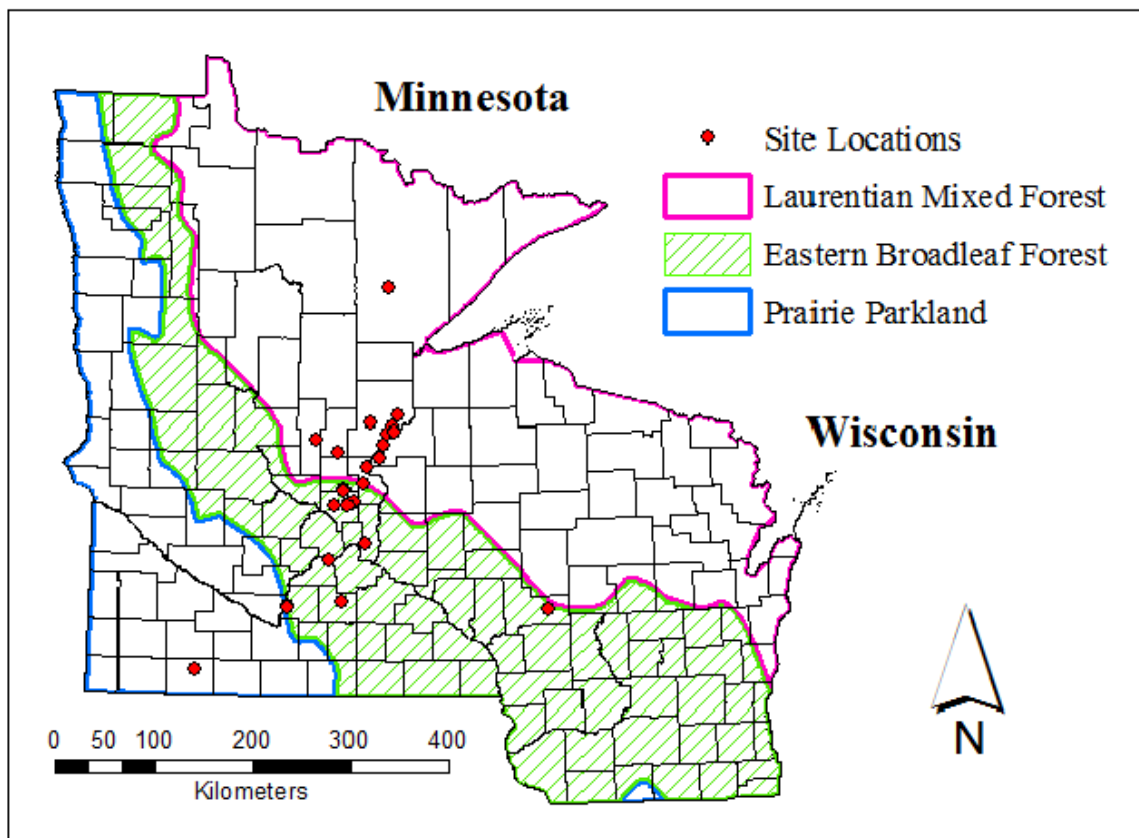 Minnesota
Site Locations
Laurentian Mixed Forest
Eastern Broadleaf Forest
Prairie Parkland
Wisconsin
N
0 50 100 200 300 400
Kilometers